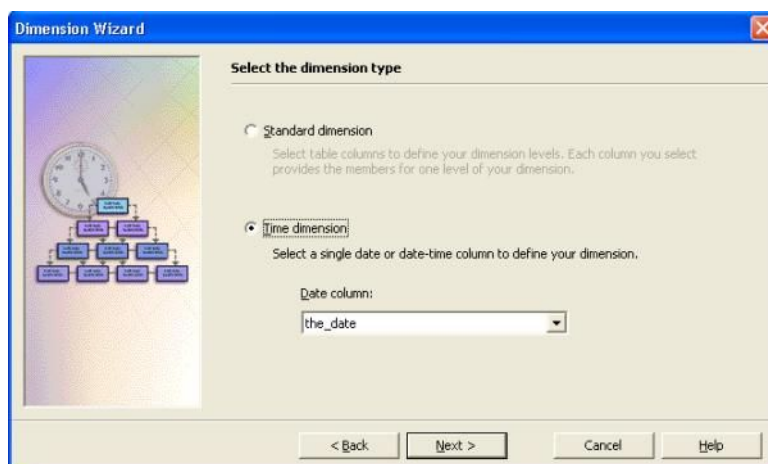 Dimension Wizard
Select the dimension type
Standard dimension
Select table columns to define your dimension levels. Each column you select
provides the members for one level of your dimension.
Time dimension
Select a single date or date-time column to define your dimension.
Date column:
the_date
< Back
Next >
Cancel
Help